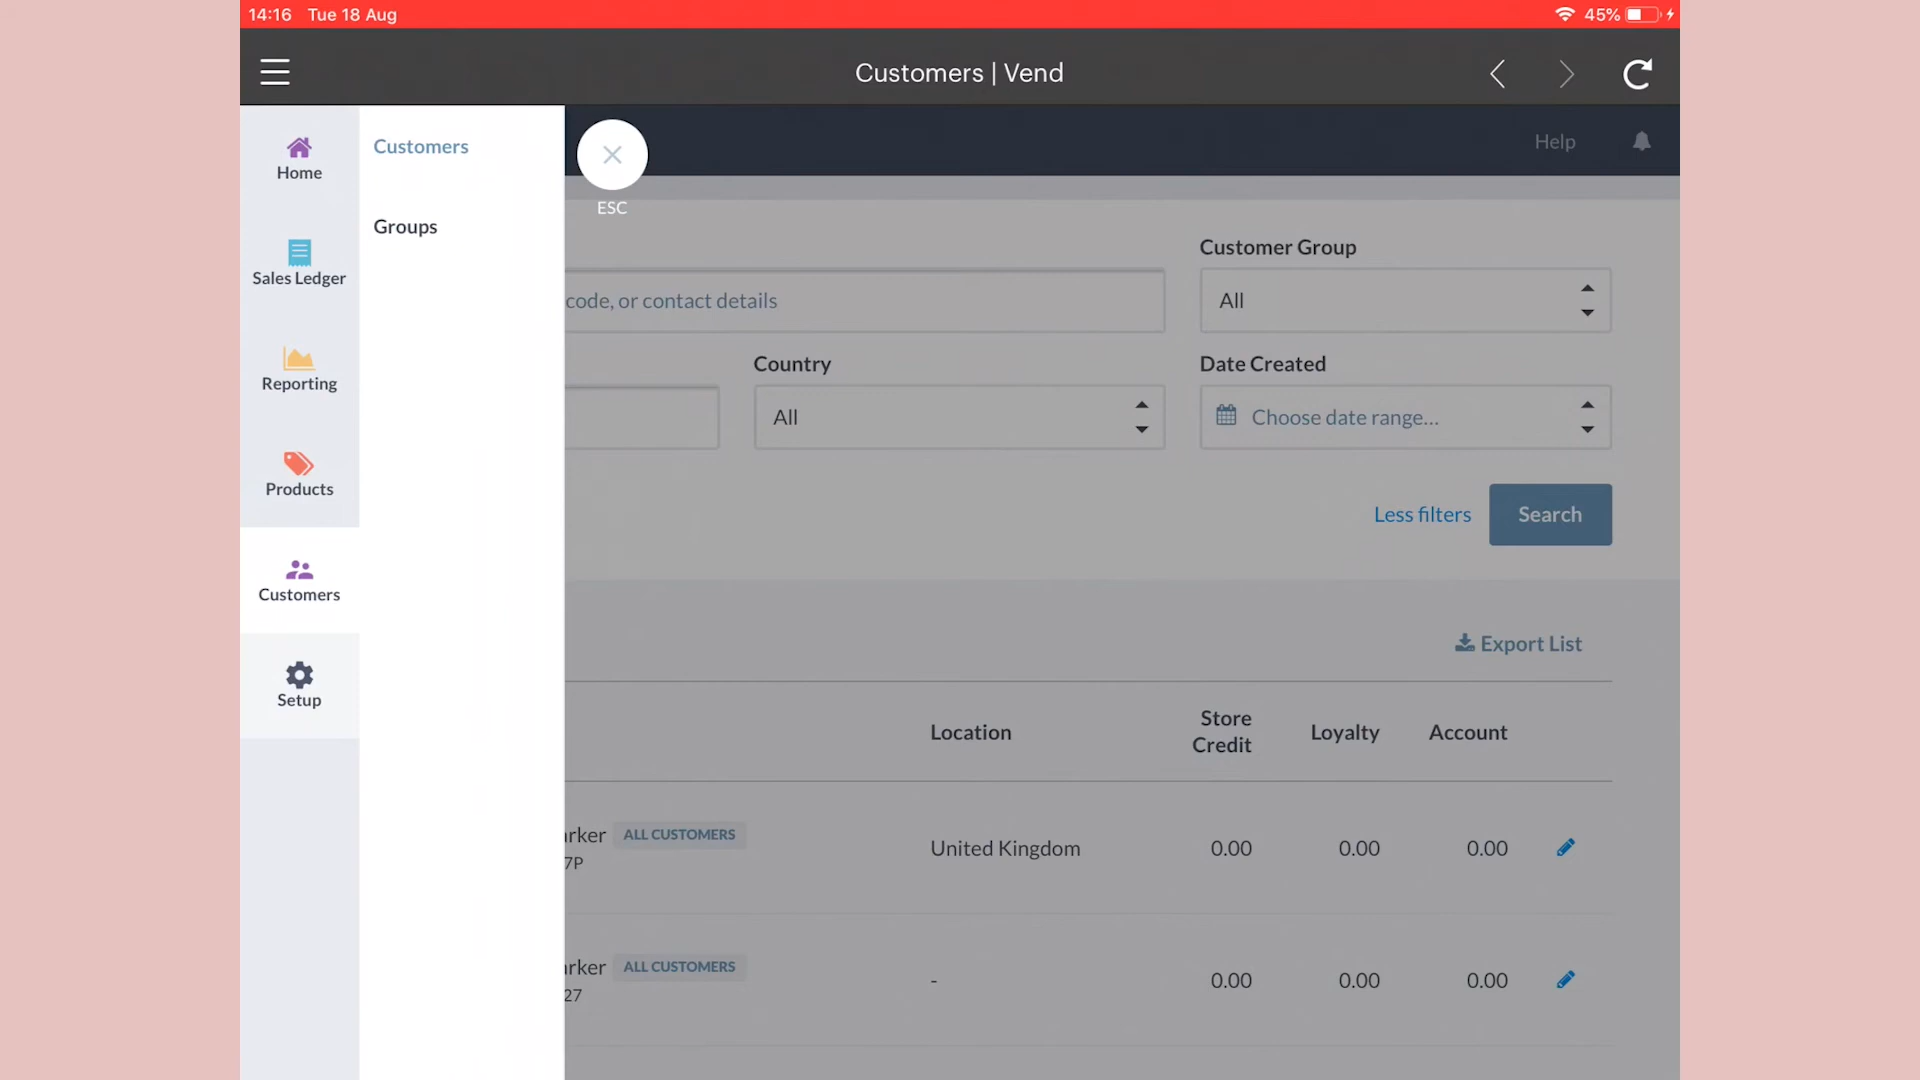 14:16 Tue 18 Aug
45%
Customers | Vend
Home
Sales Ledger
Reporting
Products
Customers
Setup
Customers
Groups
ESC
Help
Customer Group
code, or contact details
All
Country
Date Created
All
Choose date range...
Less filters
Search
Export List
Location
Store
Credit
Loyalty
Account
arker ALL CUSTOMERS
7P
United Kingdom
0.00
0.00
0.00
arker ALL CUSTOMERS
27
-
0.00
0.00
0.00